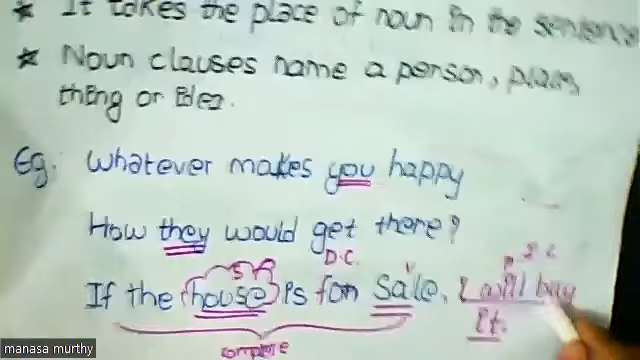 * It takes the place of noun in the sentence
* Noun clauses name a person, place,
thing or idea.
Eg. Whatever makes you happy
How they would get there?
D.C. I.C
S V
If the (house) is for sale, I will buy
it.
complete
manasa murthy